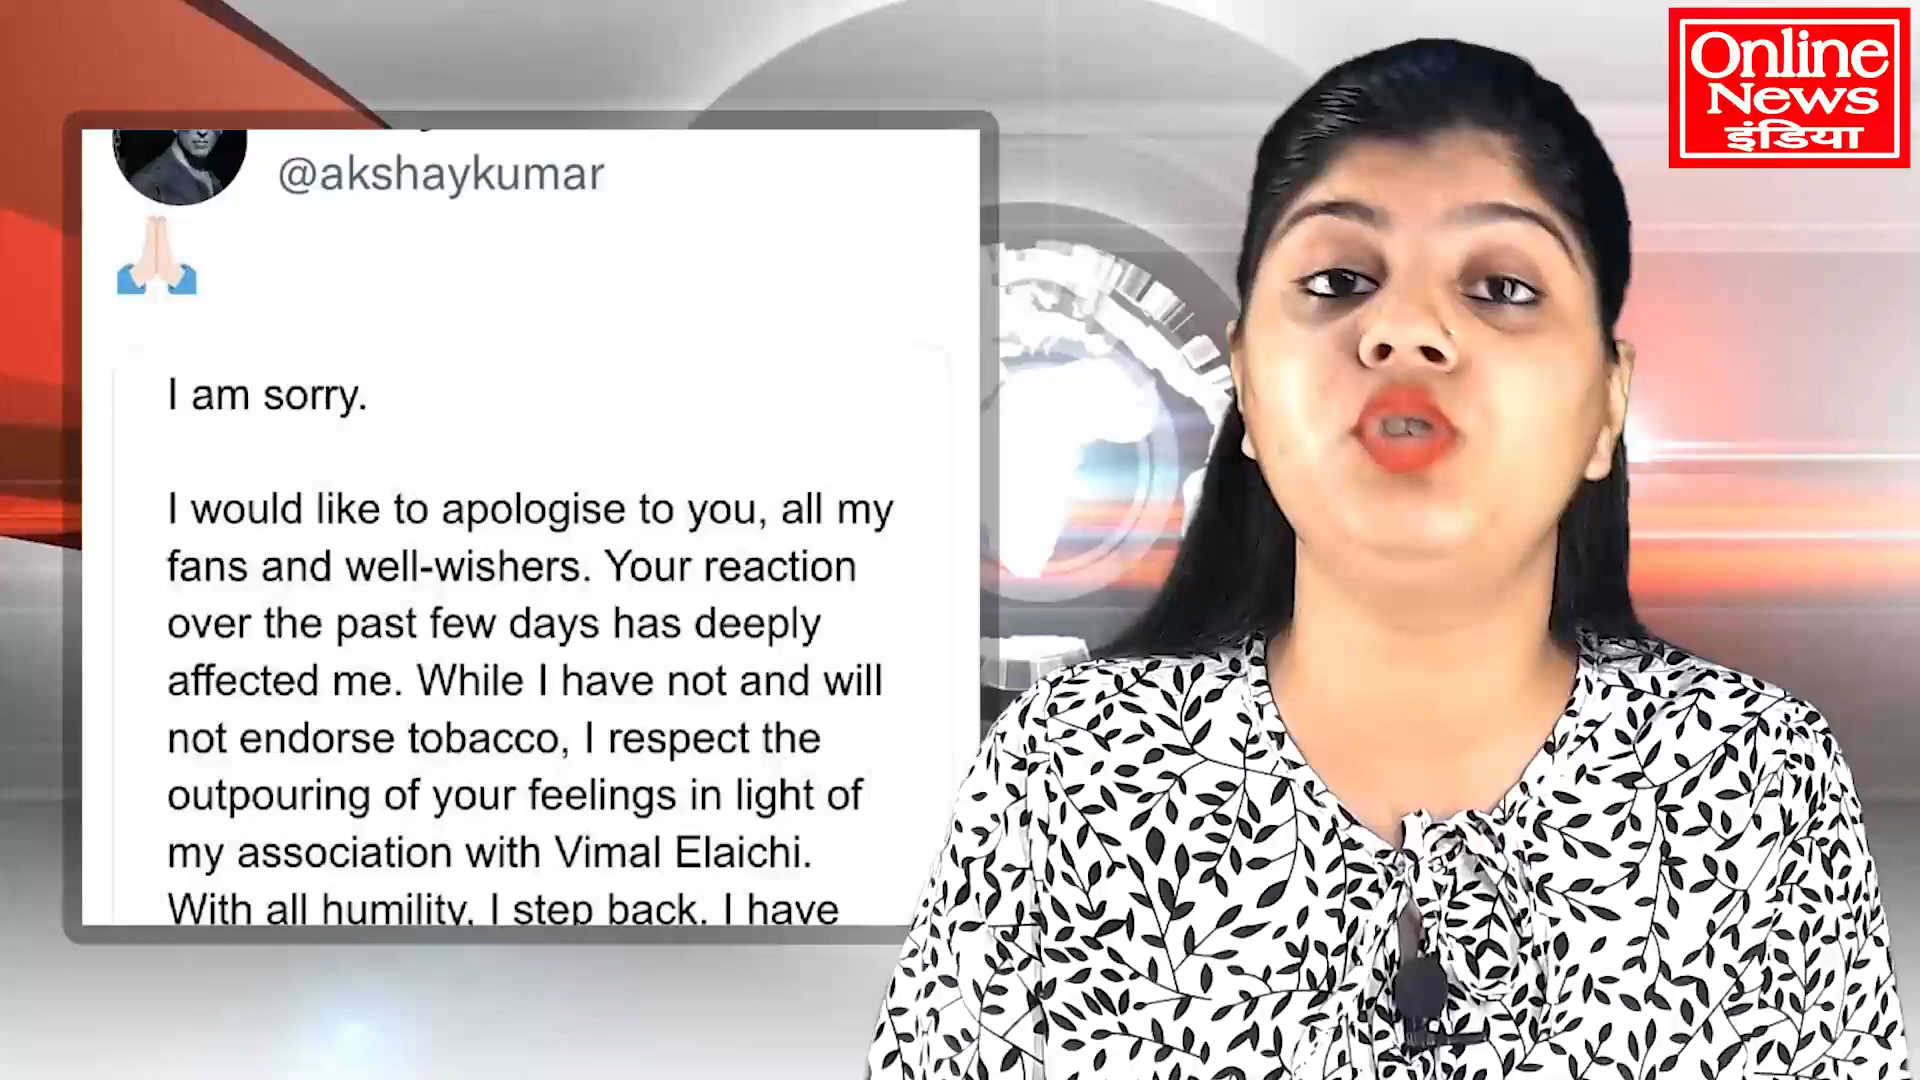 @akshaykumar
I am sorry.
I would like to apologise to you, all my
fans and well-wishers. Your reaction
over the past few days has deeply
affected me. While I have not and will
not endorse tobacco, I respect the
outpouring of your feelings in light of
my association with Vimal Elaichi.
With all humility, I step back. I have
Online
News
इंडिया